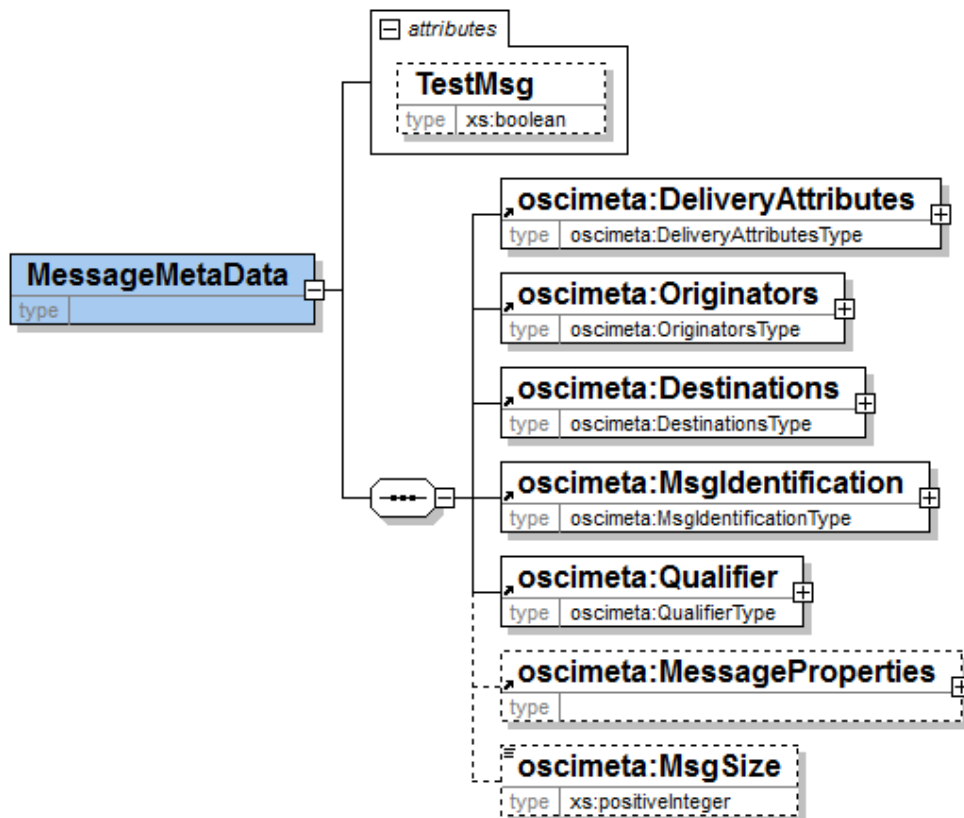 attributes
TestMsg
type xs:boolean
oscimeta:DeliveryAttributes
type oscimeta:DeliveryAttributesType
MessageMetaData
type
oscimeta:Originators
type oscimeta:OriginatorsType
oscimeta:Destinations
type oscimeta:DestinationsType
oscimeta:MsgIdentification
type oscimeta:MsgIdentificationType
oscimeta:Qualifier
type oscimeta:QualifierType
oscimeta:MessageProperties
type
oscimeta:MsgSize
type xs:positiveInteger